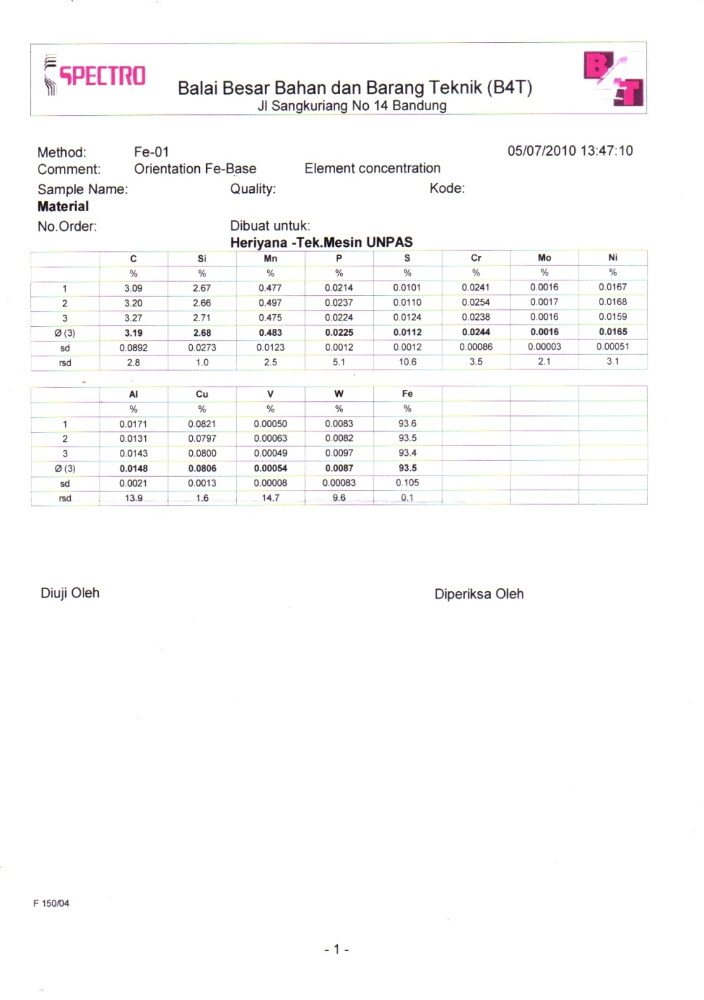 SPECTRO
B4T
Balai Besar Bahan dan Barang Teknik (B4T)
Jl Sangkuriang No 14 Bandung
Method: Fe-01 05/07/2010 13:47:10
Comment: Orientation Fe-Base Element concentration
Sample Name: Quality: Kode:
Material
No.Order: Dibuat untuk:
Heriyana -Tek.Mesin UNPAS
C Si Mn P S Cr Mo Ni
% % % % % % % %
1 3.09 2.67 0.477 0.0214 0.0101 0.0241 0.0016 0.0167
2 3.20 2.66 0.497 0.0237 0.0110 0.0254 0.0017 0.0168
3 3.27 2.71 0.475 0.0224 0.0124 0.0238 0.0016 0.0159
Ø (3) 3.19 2.68 0.483 0.0225 0.0112 0.0244 0.0016 0.0165
sd 0.0892 0.0273 0.0123 0.0012 0.0012 0.00086 0.00003 0.00051
rsd 2.8 1.0 2.5 5.1 10.6 3.5 2.1 3.1
Al Cu V W Fe
% % % % %
1 0.0171 0.0821 0.00050 0.0083 93.6
2 0.0131 0.0797 0.00063 0.0082 93.5
3 0.0143 0.0800 0.00049 0.0097 93.4
Ø (3) 0.0148 0.0806 0.00054 0.0087 93.5
sd 0.0021 0.0013 0.00008 0.00083 0.105
rsd 13.9 1.6 14.7 9.6 0.1
Diuji Oleh Diperiksa Oleh
F 150/04
- 1 -